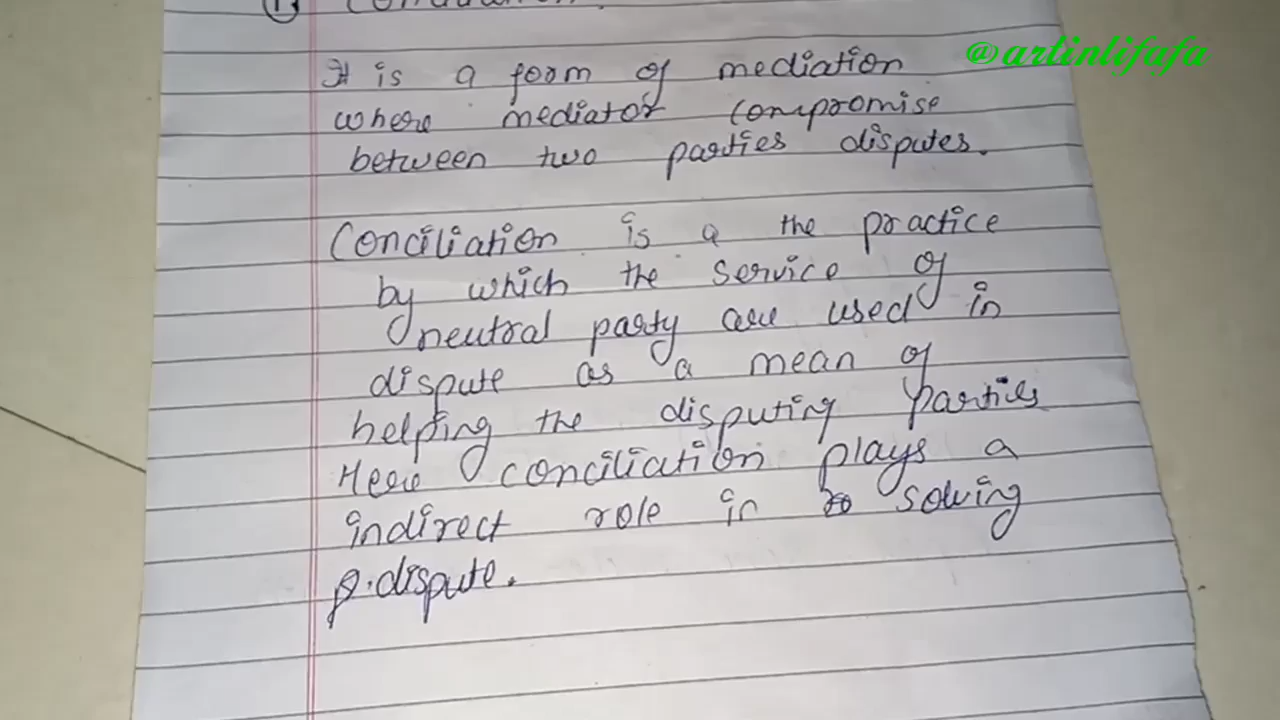 @artinlifafa
It is a form of mediation
where mediator compromise
between two parties disputes.
Conciliation is a the practice
by which the service of
neutral party are used in
dispute as a mean of
helping the disputing parties
Here conciliation plays a
indirect role in solving
dispute.